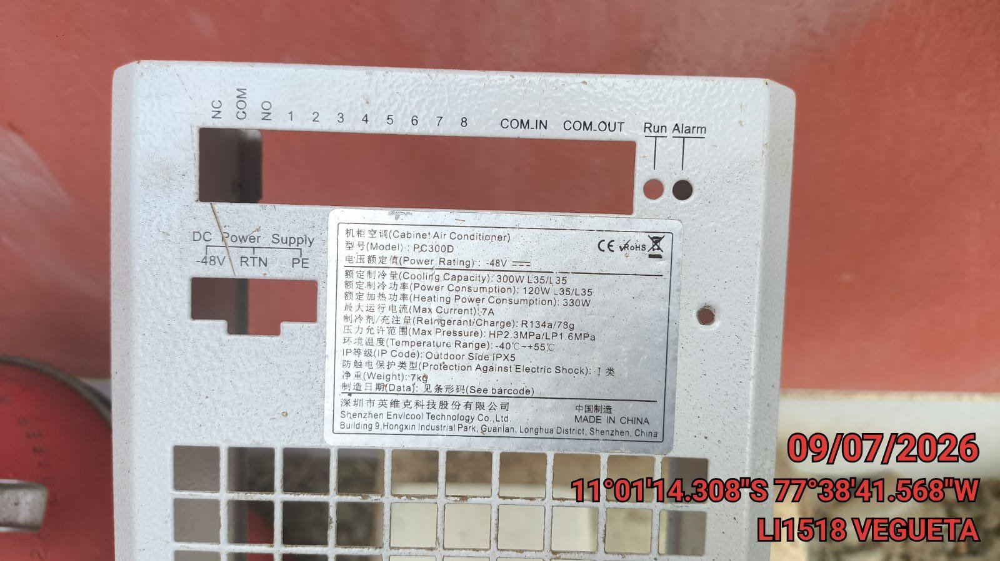 NC COM NO 1 2 3 4 5 6 7 8 COM-IN COM-OUT Run Alarm
DC Power Supply
-48V RTN PE
机柜空调(Cabinet Air Conditioner)
型号(Model) : PC300D
CE RoHS
电压额定值(Power Rating) : -48V
额定制冷量(Cooling Capacity): 300W L35/L35
额定制冷功率(Power Consumption): 120W L35/L35
额定加热功率(Heating Power Consumption): 330W
最大运行电流(Max Current): 7A
制冷剂/充注量(Refrigerant/Charge): R134a/78g
压力允许范围(Max Pressure): HP2.3MPa/LP1.6MPa
环境温度(Temperature Range): -40℃~+55℃
IP等级(IP Code): Outdoor Side IPX5
防触电保护类型(Protection Against Electric Shock): I 类
净重(Weight): 7kg
制造日期(Data): 见条形码(See barcode)
深圳市英维克科技股份有限公司
中国制造
Shenzhen Envicool Technology Co., Ltd.
MADE IN CHINA
Building 9,Hongxin Industrial Park, Guanlan, Longhua District, Shenzhen, China
09/07/2026
11°01'14.308"S 77°38'41.568"W
LI1518 VEGUETA